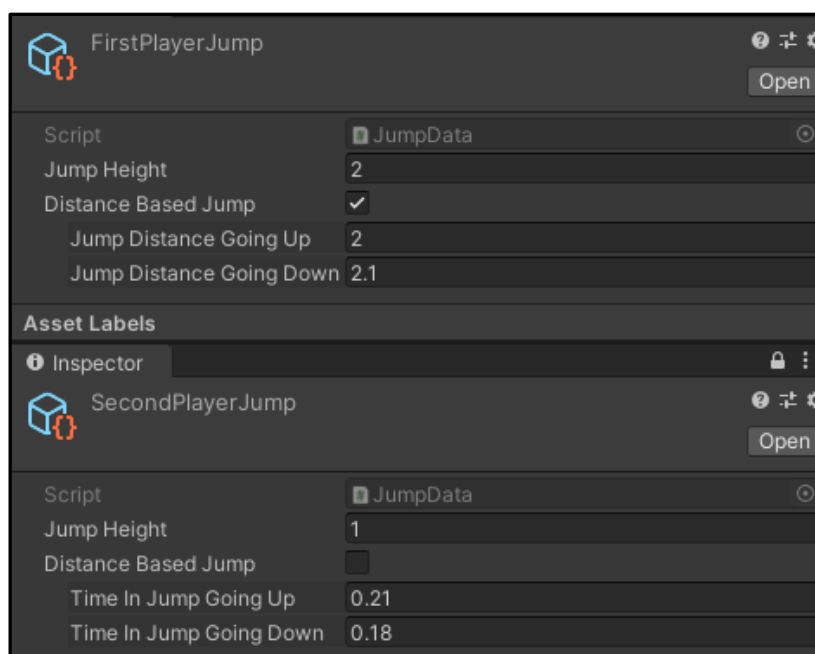 FirstPlayerJump
Open
Script JumpData
Jump Height 2
Distance Based Jump
Jump Distance Going Up 2
Jump Distance Going Down 2.1
Asset Labels
Inspector
SecondPlayerJump
Open
Script JumpData
Jump Height 1
Distance Based Jump
Time In Jump Going Up 0.21
Time In Jump Going Down 0.18